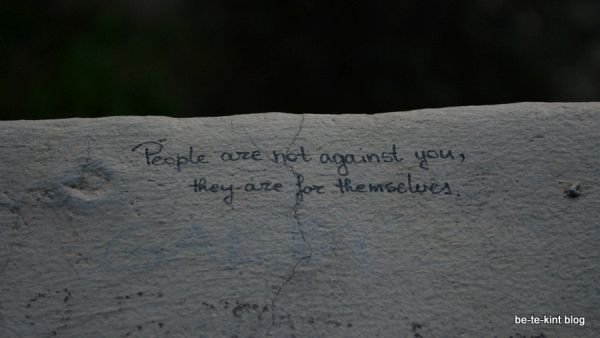 People are not against you,
they are for themselves.
be-te-kint blog